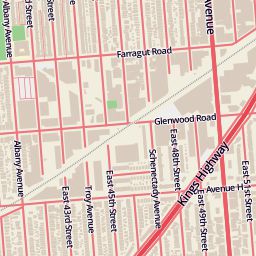 Albany Avenue
d Street
Avenue
Farragut Road
Glenwood Road
Albany Avenue
East 43rd Street
Troy Avenue
East 45th Street
Schenectady Avenue
East 48th Street
Kings Highway
Avenue H
East 49th Street
East 51st Street